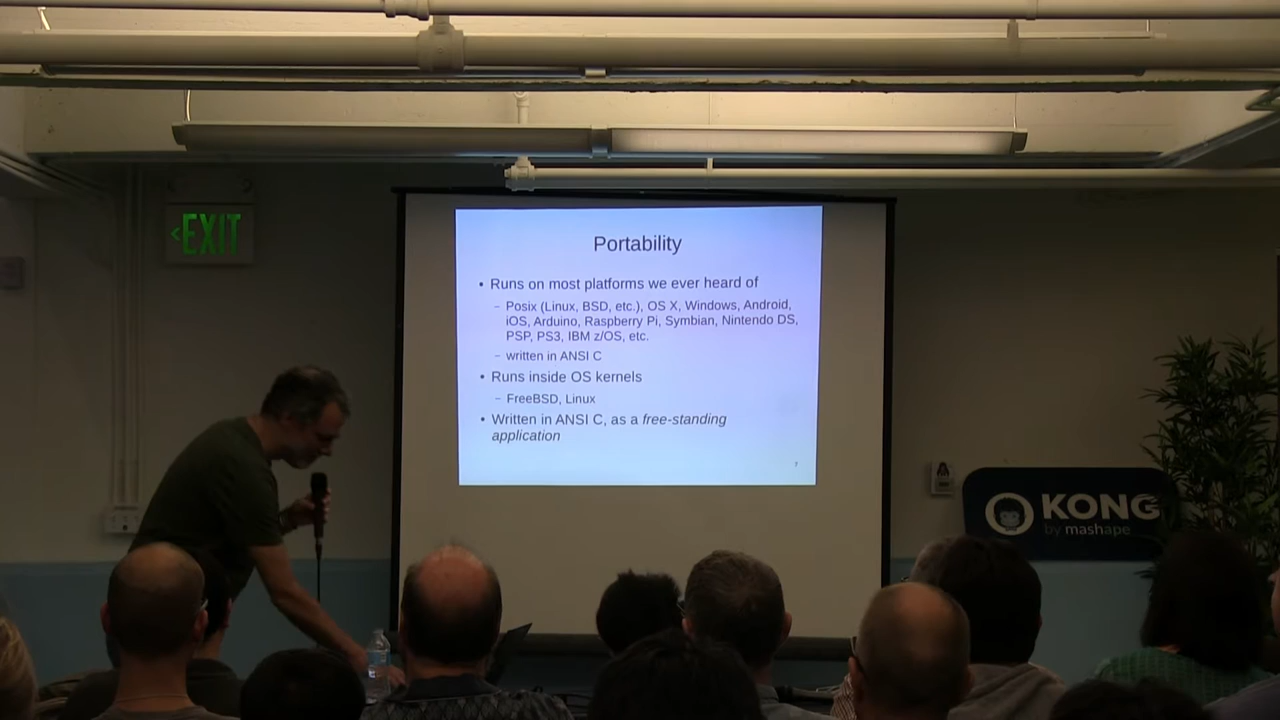 <EXIT
Portability
• Runs on most platforms we ever heard of
– Posix (Linux, BSD, etc.), OS X, Windows, Android,
iOS, Arduino, Raspberry Pi, Symbian, Nintendo DS,
PSP, PS3, IBM z/OS, etc.
– written in ANSI C
• Runs inside OS kernels
– FreeBSD, Linux
• Written in ANSI C, as a free-standing
application
7
KONG
by mashape